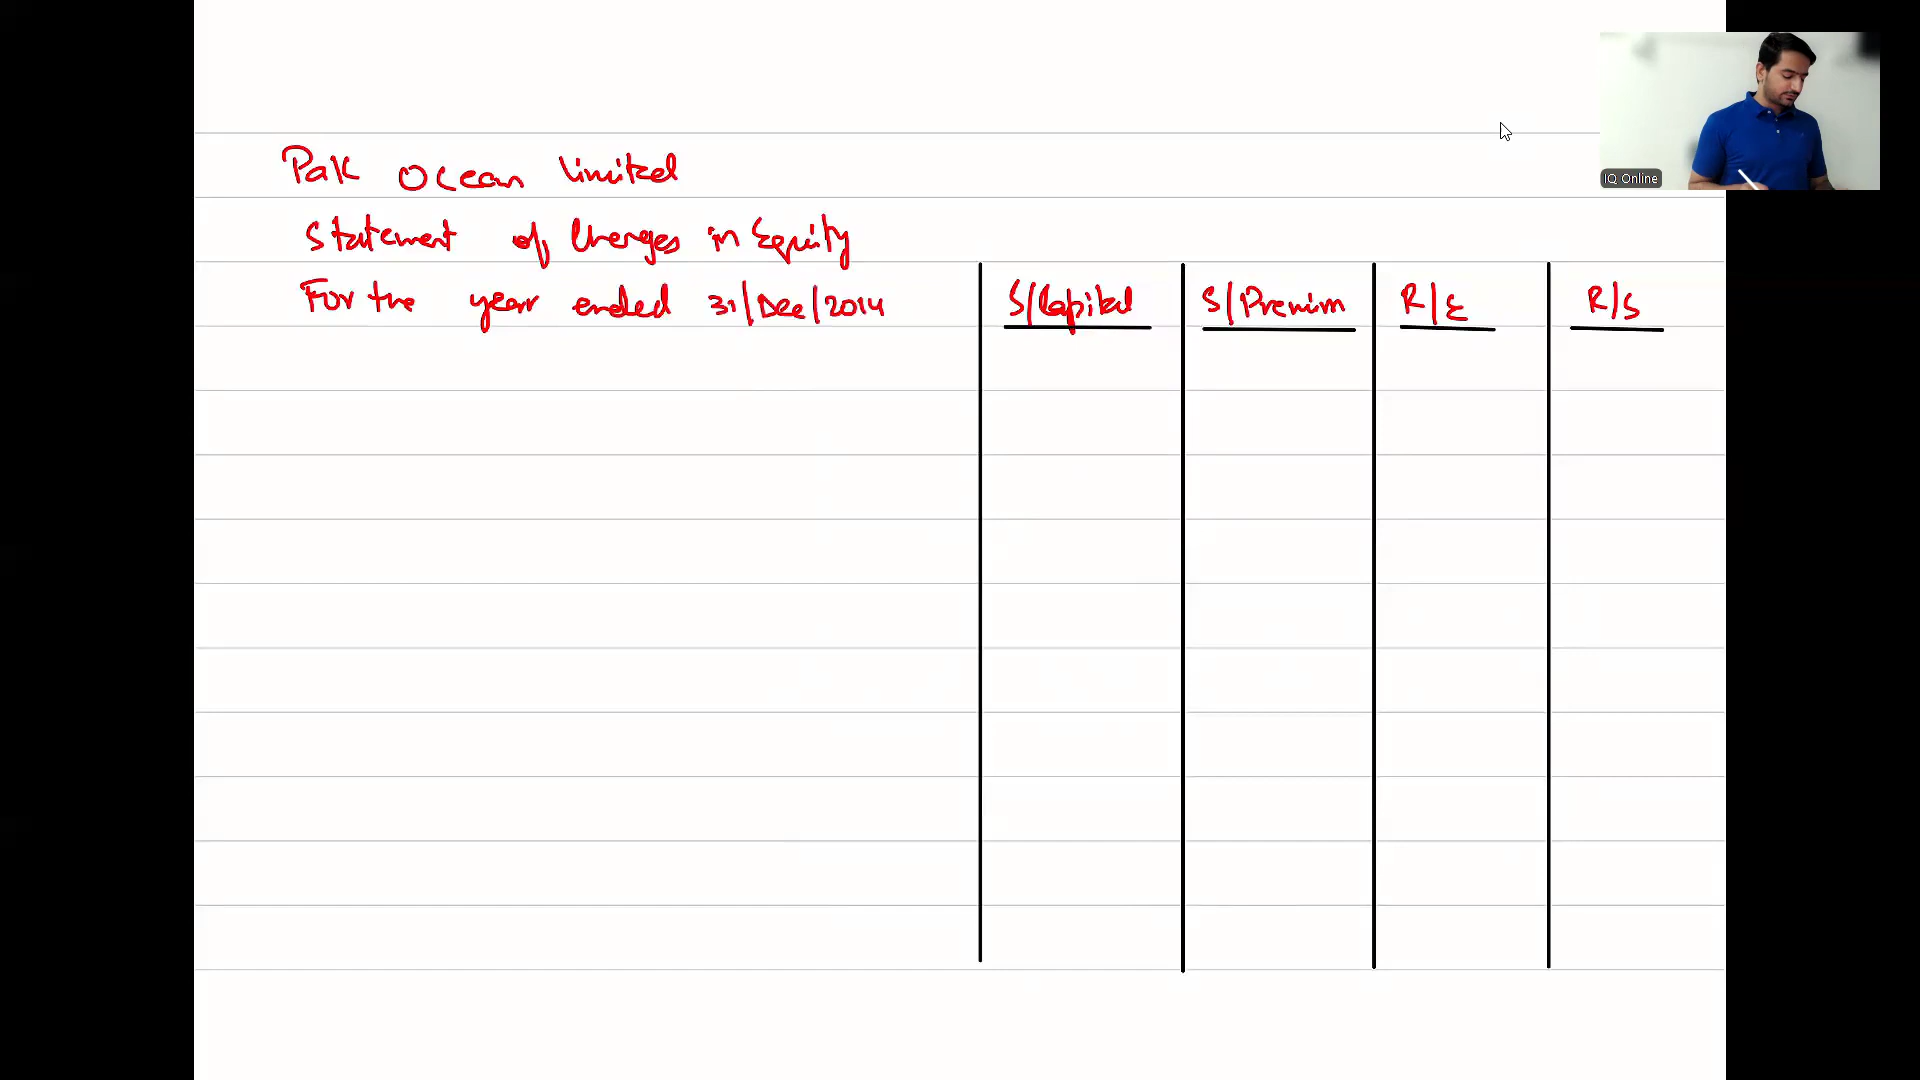 IQ Online
Pak Ocean limited
Statement of Changes in Equity
For the year ended 31/Dec/2014 S/Capital S/Premium R/E R/S